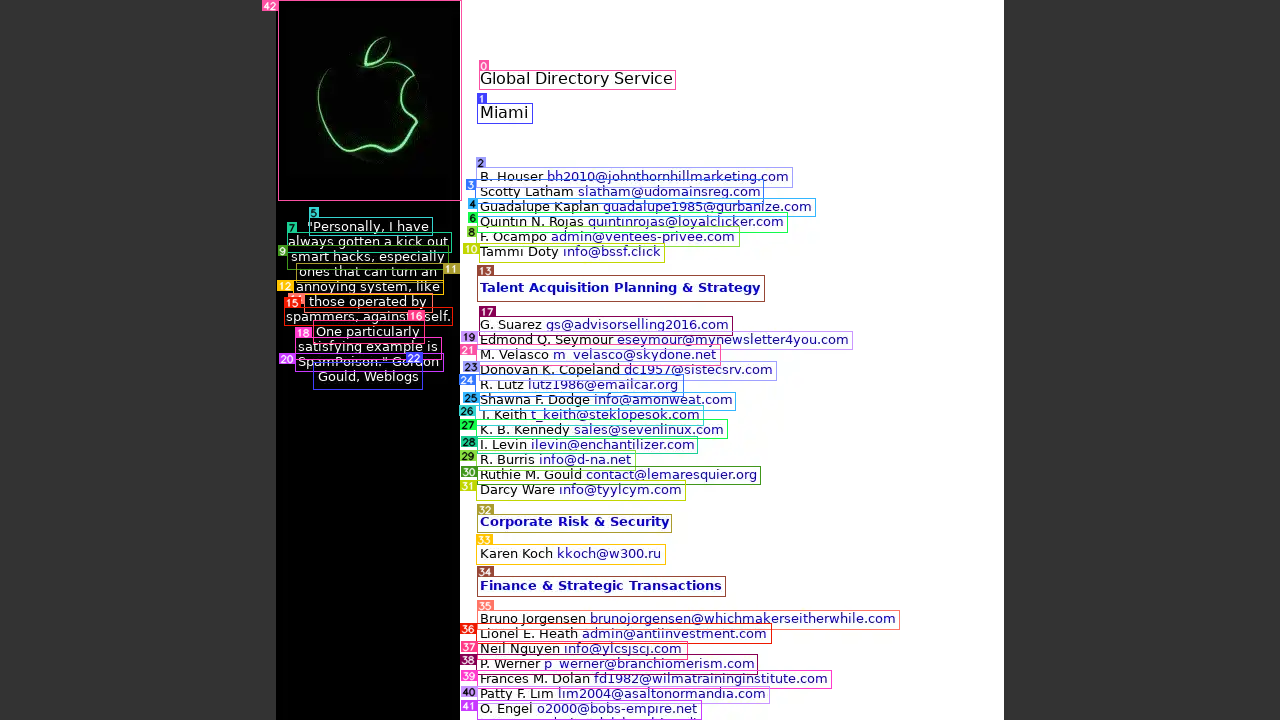 "Personally, I have
always gotten a kick out
smart hacks, especially
ones that can turn an
annoying system, like
those operated by
spammers, against self.
One particularly
satisfying example is
SpamPoison." Gordon
Gould, Weblogs
Global Directory Service
Miami
B. Houser bh2010@johnthornhillmarketing.com
Scotty Latham slatham@udomainsreg.com
Guadalupe Kaplan guadalupe1985@gurbanize.com
Quintin N. Rojas quintinrojas@loyalclicker.com
F. Ocampo admin@ventees-privee.com
Tammi Doty info@bssf.click
Talent Acquisition Planning & Strategy
G. Suarez gs@advisorselling2016.com
Edmond Q. Seymour eseymour@mynewsletter4you.com
M. Velasco m_velasco@skydone.net
Donovan K. Copeland dc1957@sistecsrv.com
R. Lutz lutz1986@emailcar.org
Shawna F. Dodge info@amonweat.com
T. Keith t_keith@steklopesok.com
K. B. Kennedy sales@sevenlinux.com
I. Levin ilevin@enchantilizer.com
R. Burris info@d-na.net
Ruthie M. Gould contact@lemaresquier.org
Darcy Ware info@tyylcym.com
Corporate Risk & Security
Karen Koch kkoch@w300.ru
Finance & Strategic Transactions
Bruno Jorgensen brunojorgensen@whichmakerseitherwhile.com
Lionel E. Heath admin@antiinvestment.com
Neil Nguyen info@ylcsjscj.com
P. Werner p_werner@branchiomerism.com
Frances M. Dolan fd1982@wilmatraininginstitute.com
Patty F. Lim lim2004@asaltonormandia.com
O. Engel o2000@bobs-empire.net